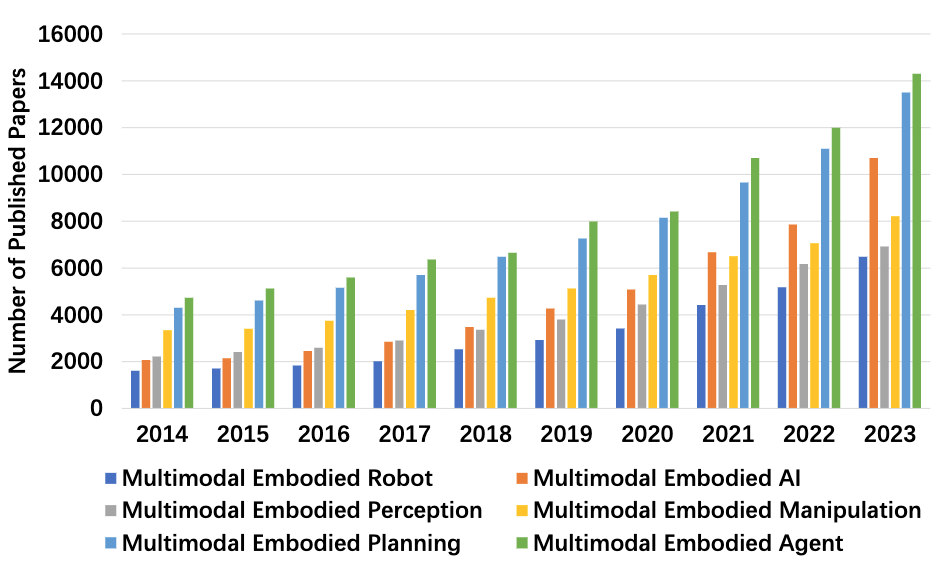 Number of Published Papers
16000
14000
12000
10000
8000
6000
4000
2000
0
2014 2015 2016 2017 2018 2019 2020 2021 2022 2023
Multimodal Embodied Robot Multimodal Embodied AI
Multimodal Embodied Perception Multimodal Embodied Manipulation
Multimodal Embodied Planning Multimodal Embodied Agent